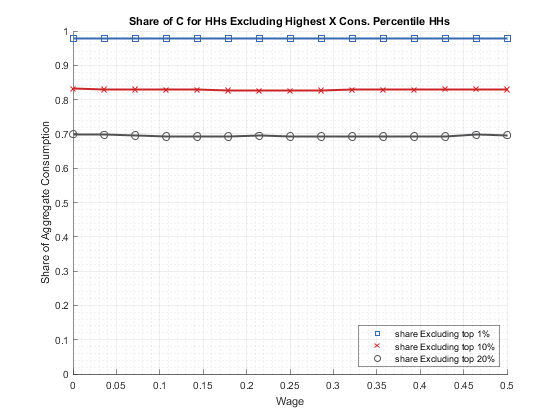 Share of C for HHs Excluding Highest X Cons. Percentile HHs
Share of Aggregate Consumption
1
0.9
0.8
0.7
0.6
0.5
0.4
0.3
0.2
0.1
0
share Excluding top 1%
share Excluding top 10%
share Excluding top 20%
0 0.05 0.1 0.15 0.2 0.25 0.3 0.35 0.4 0.45 0.5
Wage